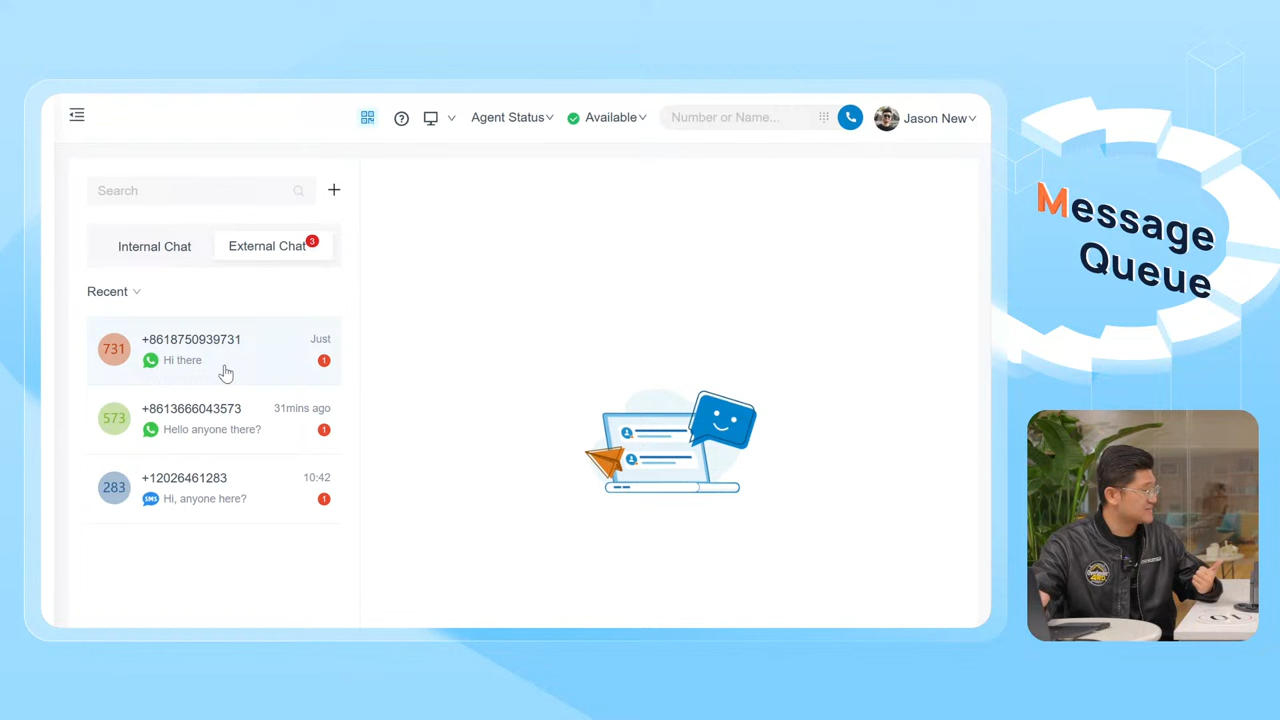 Agent Status
Available
Number or Name...
Jason New
Search
Internal Chat
External Chat
3
Recent
731
+8618750939731
Just
Hi there
1
573
+8613666043573
31mins ago
Hello anyone there?
1
283
+12026461283
10:42
SMS
Hi, anyone here?
1
Message
Queue